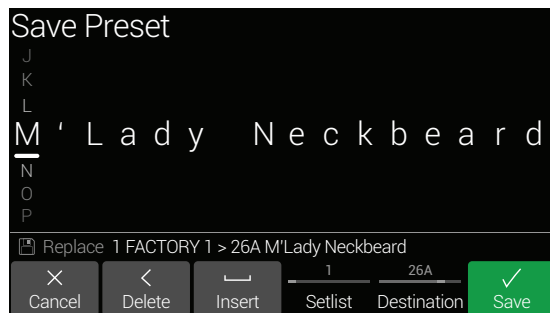 Save Preset
J
K
L
M ‘ L a d y N e c k b e a r d
N
O
P
Replace 1 FACTORY 1 > 26A M'Lady Neckbeard
1 26A
Cancel Delete Insert Setlist Destination Save